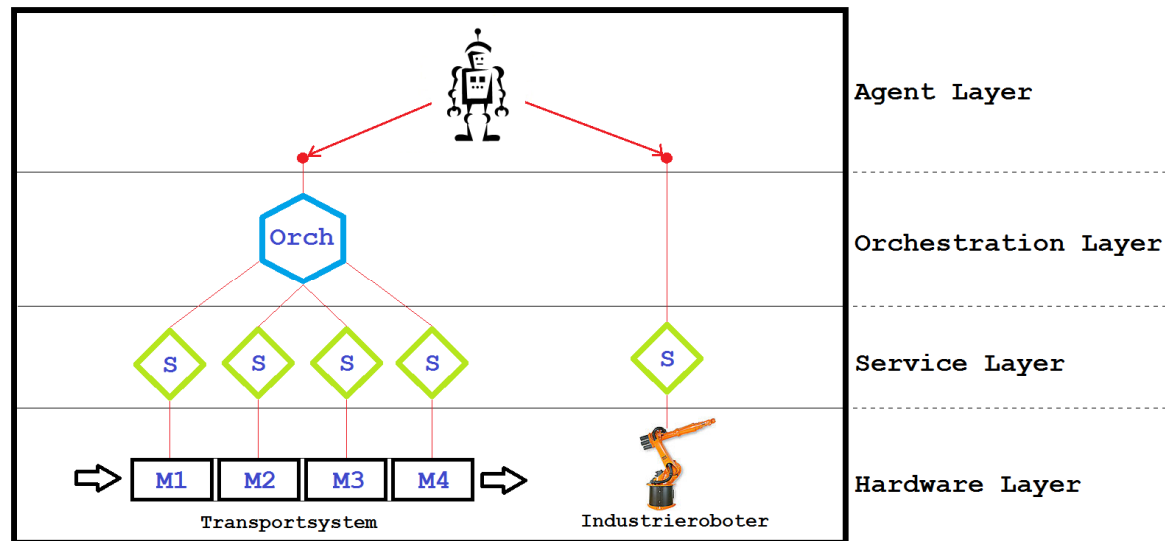 Agent Layer
Orch
Orchestration Layer
S S S S S
Service Layer
M1 M2 M3 M4
Hardware Layer
Transportsystem
Industrieroboter